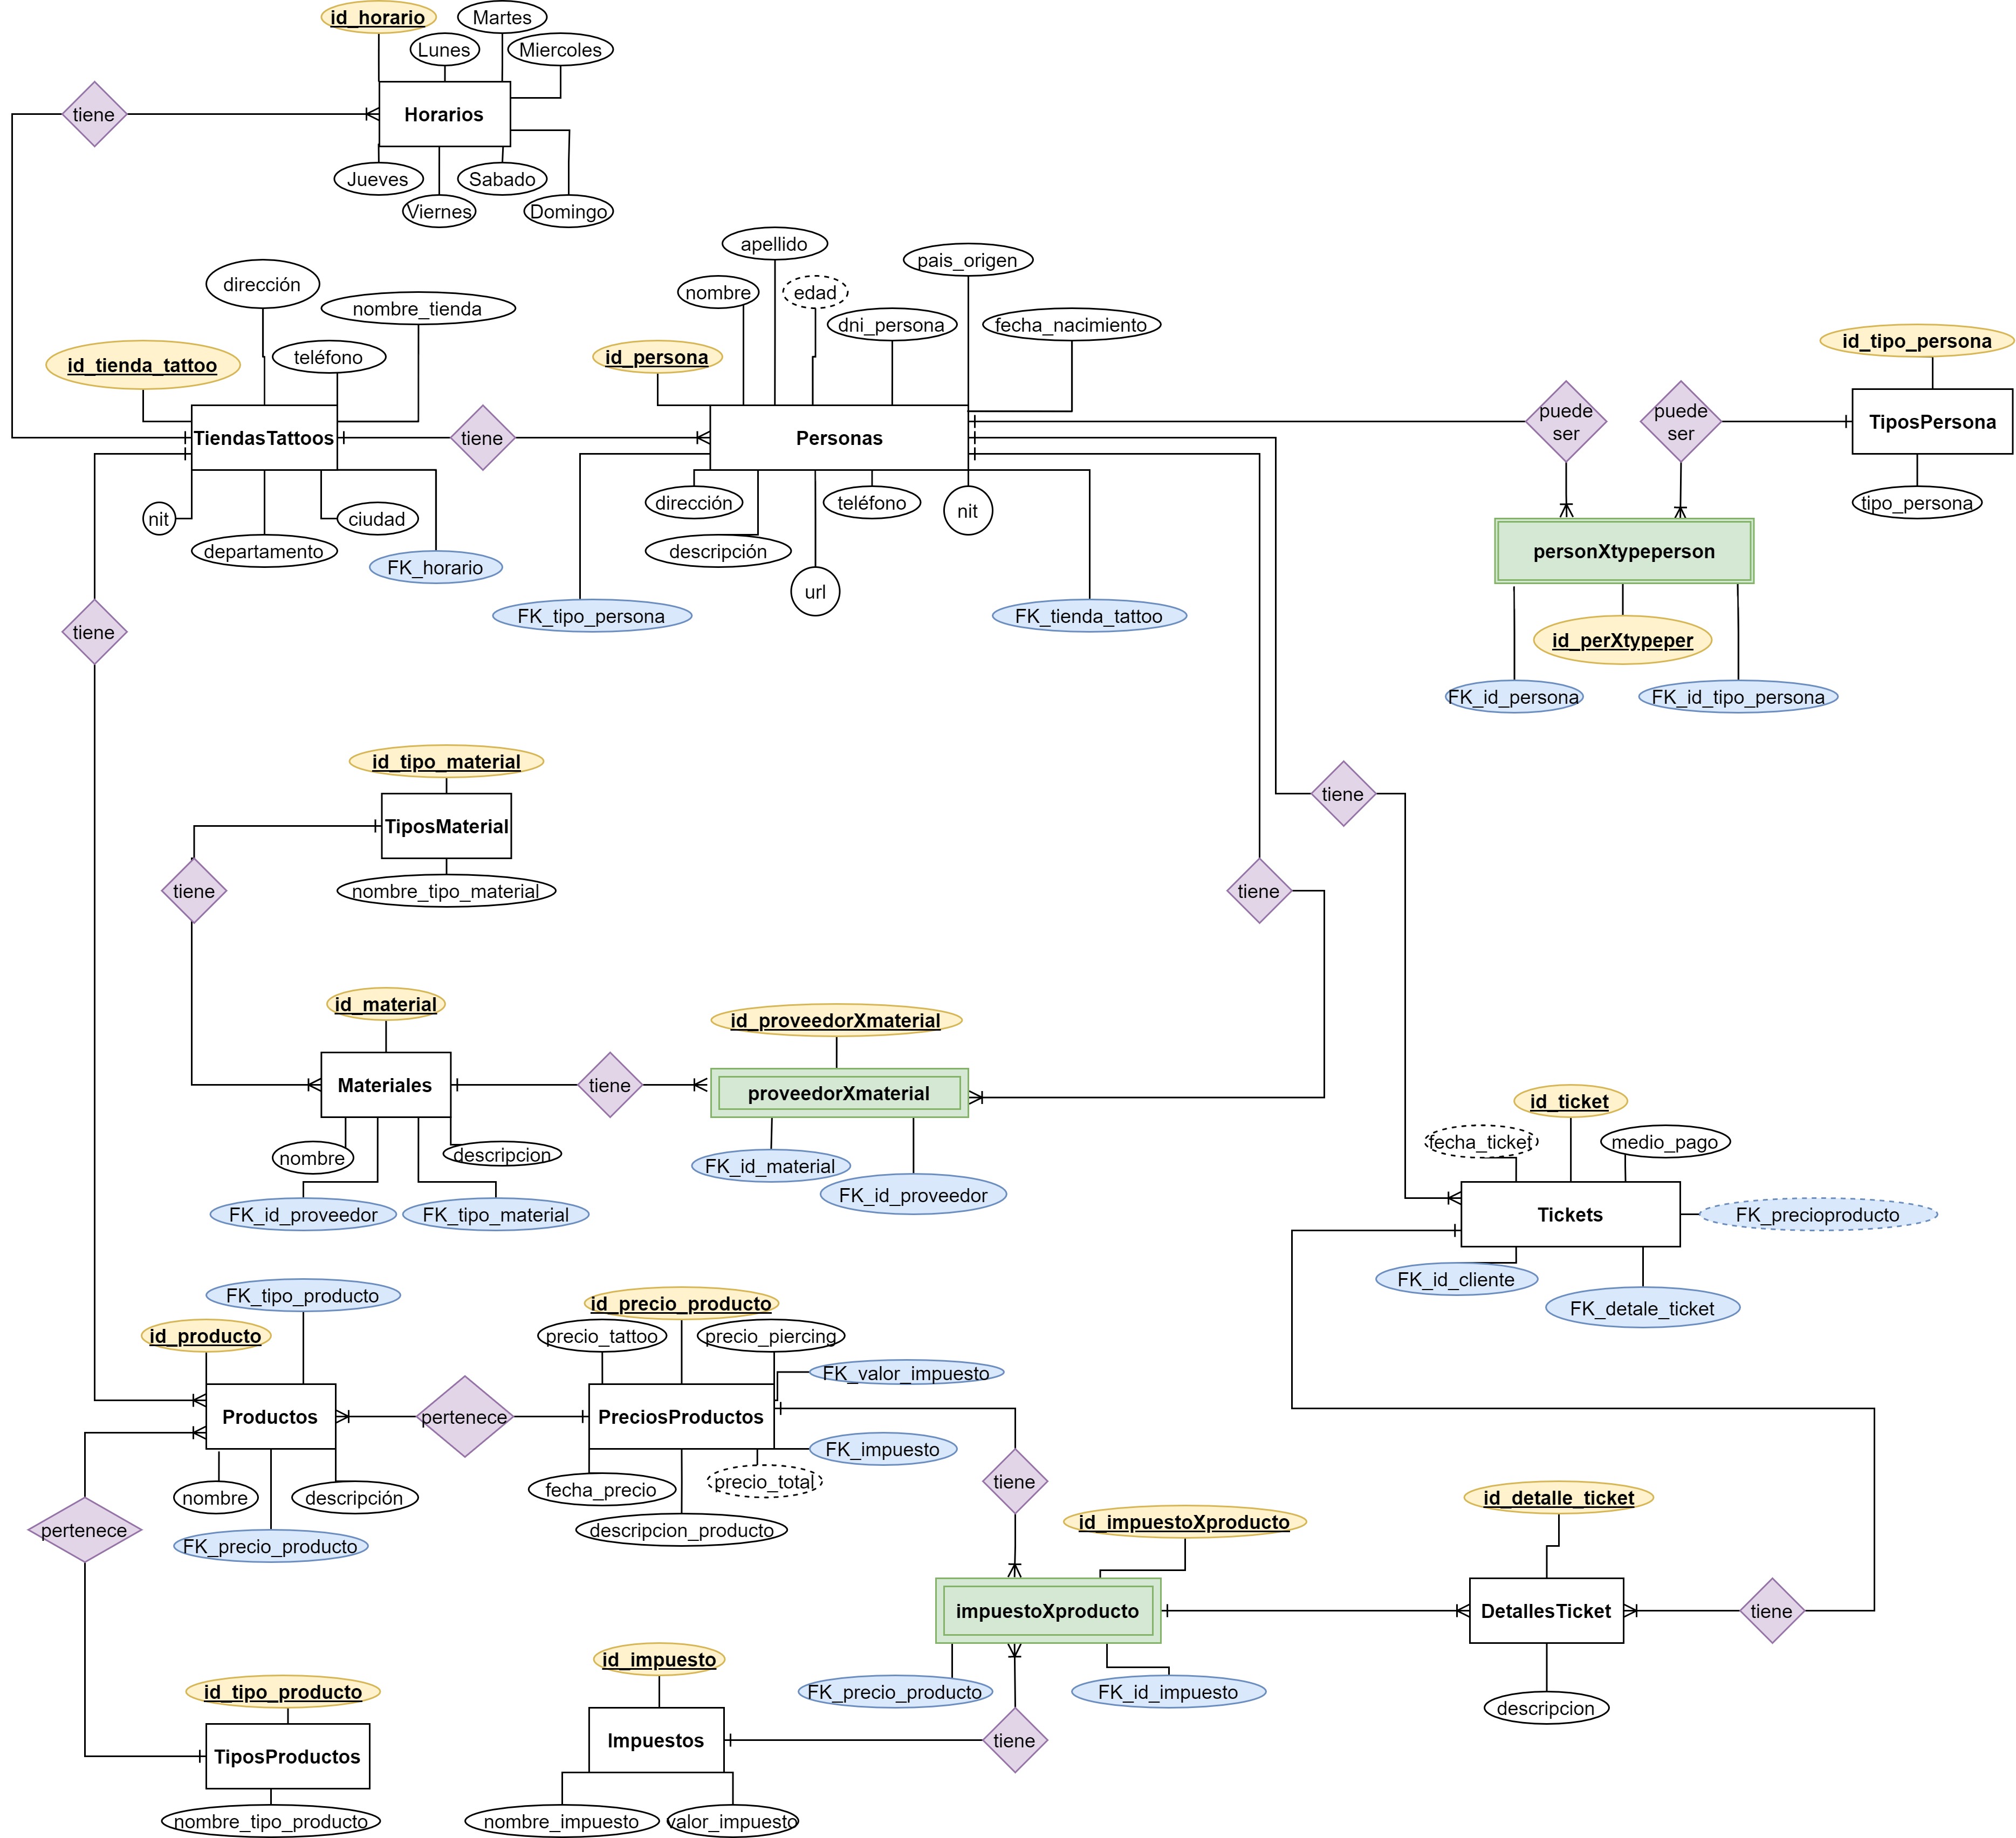 id_horario
Martes
Lunes
Miercoles
tiene
Horarios
Jueves
Sabado
Viernes
Domingo
apellido
pais_origen
dirección
nombre
edad
nombre_tienda
dni_persona
fecha_nacimiento
id_tipo_persona
teléfono
id_persona
id_tienda_tattoo
puede
ser
puede
ser
TiposPersona
TiendasTattoos
tiene
Personas
dirección
teléfono
nit
tipo_persona
nit
ciudad
departamento
descripción
personXtypeperson
FK_horario
url
FK_tipo_persona
FK_tienda_tattoo
tiene
id_perXtypeper
FK_id_persona
FK_id_tipo_persona
id_tipo_material
tiene
TiposMaterial
tiene
nombre_tipo_material
tiene
id_material
id_proveedorXmaterial
Materiales
tiene
proveedorXmaterial
id_ticket
fecha_ticket
medio_pago
nombre
descripcion
FK_id_material
FK_id_proveedor
FK_id_proveedor
FK_tipo_material
Tickets
FK_precioproducto
FK_id_cliente
FK_detale_ticket
FK_tipo_producto
id_precio_producto
id_producto
precio_tattoo
precio_piercing
FK_valor_impuesto
Productos
pertenece
PreciosProductos
FK_impuesto
tiene
precio_total
fecha_precio
nombre
descripción
id_detalle_ticket
id_impuestoXproducto
pertenece
descripcion_producto
FK_precio_producto
impuestoXproducto
DetallesTicket
tiene
id_impuesto
id_tipo_producto
FK_precio_producto
FK_id_impuesto
descripcion
Impuestos
tiene
TiposProductos
nombre_tipo_producto
nombre_impuesto
valor_impuesto